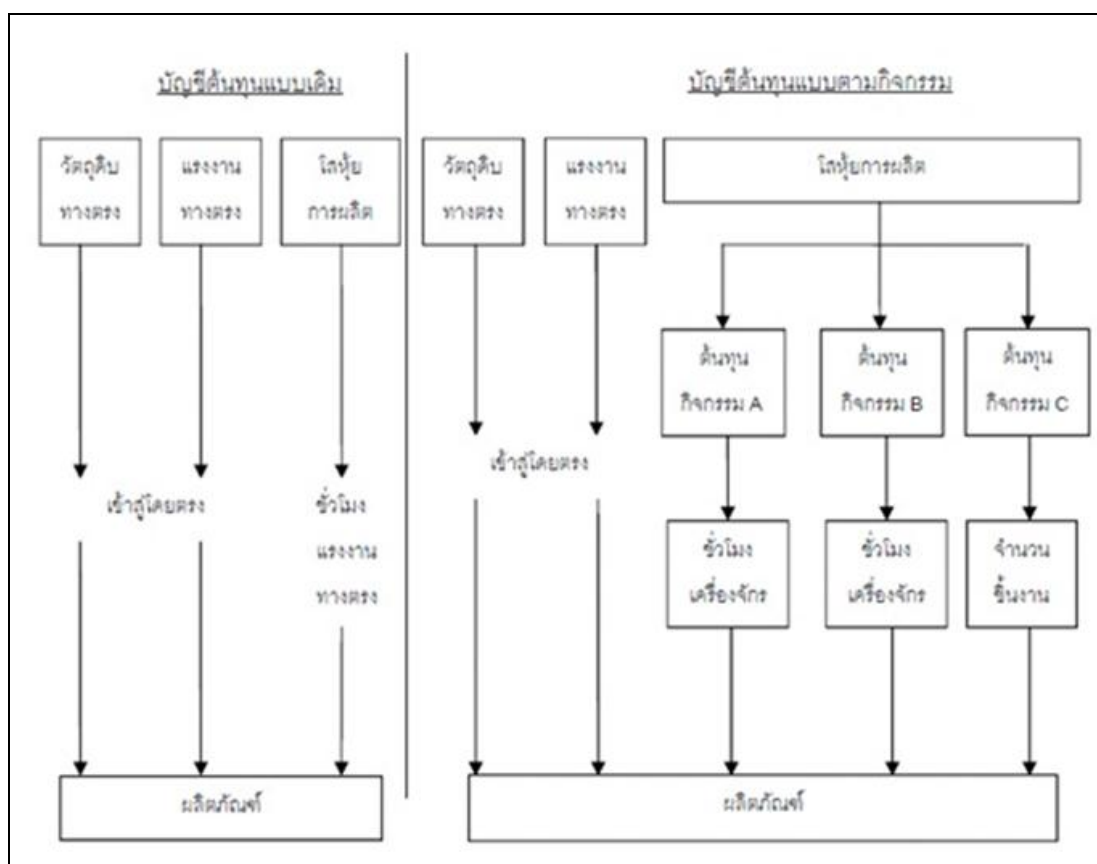 บัญชีต้นทุนแบบเดิม
วัตถุดิบ
ทางตรง
แรงงาน
ทางตรง
โสหุ้ย
การผลิต
เข้าสู่โดยตรง
ชั่วโมง
แรงงาน
ทางตรง
ผลิตภัณฑ์
บัญชีต้นทุนแบบตามกิจกรรม
วัตถุดิบ
ทางตรง
แรงงาน
ทางตรง
โสหุ้ยการผลิต
ต้นทุน
กิจกรรม A
ต้นทุน
กิจกรรม B
ต้นทุน
กิจกรรม C
เข้าสู่โดยตรง
ชั่วโมง
เครื่องจักร
ชั่วโมง
เครื่องจักร
จำนวน
ชิ้นงาน
ผลิตภัณฑ์